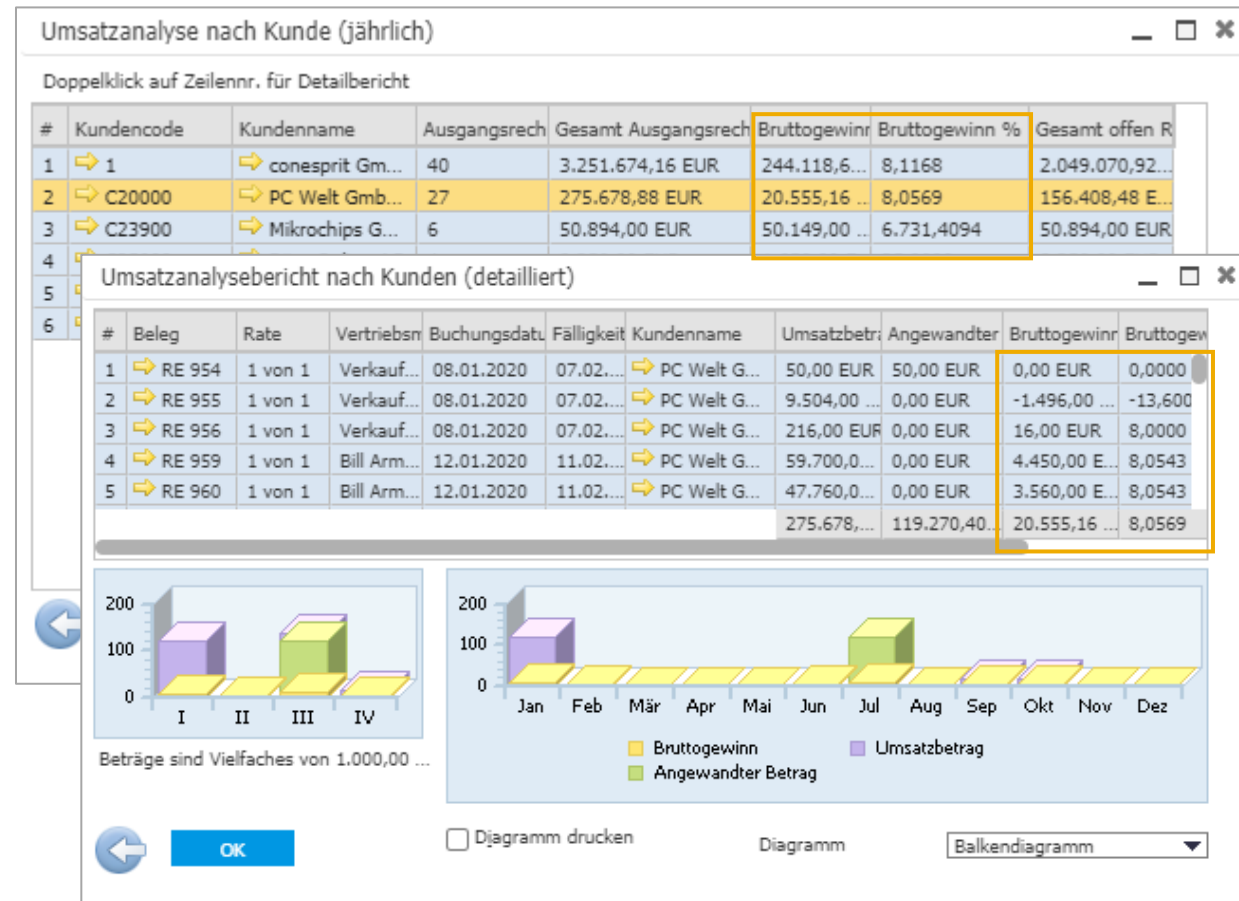 Umsatzanalyse nach Kunde (jährlich)
Doppelklick auf Zeilennr. für Detailbericht
# Kundencode Kundenname Ausgangsrech Gesamt Ausgangsrech Bruttogewinn Bruttogewinn % Gesamt offen R
1 1 conesprit Gm... 40 3.251.674,16 EUR 244.118,6... 8,1168 2.049.070,92...
2 C20000 PC Welt Gmb... 27 275.678,88 EUR 20.555,16 ... 8,0569 156.408,48 E...
3 C23900 Mikrochips G... 6 50.894,00 EUR 50.149,00 ... 6.731,4094 50.894,00 EUR
4
5
6
Umsatzanalysebericht nach Kunden (detailliert)
# Beleg Rate Vertriebsm Buchungsdatu Fälligkeit Kundenname Umsatzbetra Angewandter Bruttogewinn Bruttogew
1 RE 954 1 von 1 Verkauf... 08.01.2020 07.02.... PC Welt G... 50,00 EUR 50,00 EUR 0,00 EUR 0,0000
2 RE 955 1 von 1 Verkauf... 08.01.2020 07.02.... PC Welt G... 9.504,00 ... 0,00 EUR -1.496,00 ... -13,600
3 RE 956 1 von 1 Verkauf... 08.01.2020 07.02.... PC Welt G... 216,00 EUR 0,00 EUR 16,00 EUR 8,0000
4 RE 959 1 von 1 Bill Arm... 12.01.2020 11.02.... PC Welt G... 59.700,0... 0,00 EUR 4.450,00 E... 8,0543
5 RE 960 1 von 1 Bill Arm... 12.01.2020 11.02.... PC Welt G... 47.760,0... 0,00 EUR 3.560,00 E... 8,0543
275.678,... 119.270,40... 20.555,16 ... 8,0569
200
100
0
I II III IV
Beträge sind Vielfaches von 1.000,00 ...
200
100
0
Jan Feb Mär Apr Mai Jun Jul Aug Sep Okt Nov Dez
Bruttogewinn Umsatzbetrag
Angewandter Betrag
OK
Diagramm drucken
Diagramm
Balkendiagramm